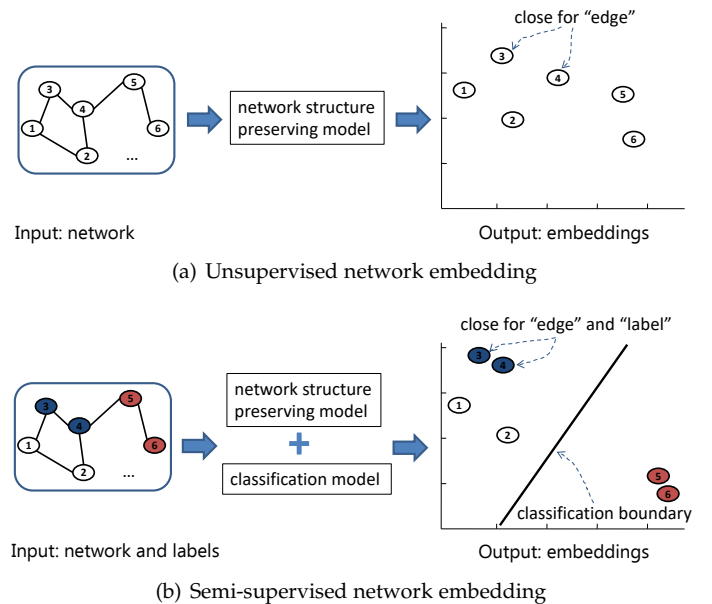 close for "edge"
3
4
1
5
2
6
3
5
4
1
6
2
...
network structure
preserving model
Input: network
Output: embeddings
(a) Unsupervised network embedding
close for "edge" and "label"
3
4
1
2
5
6
classification boundary
3
5
4
1
6
2
...
network structure
preserving model
+
classification model
Input: network and labels
Output: embeddings
(b) Semi-supervised network embedding